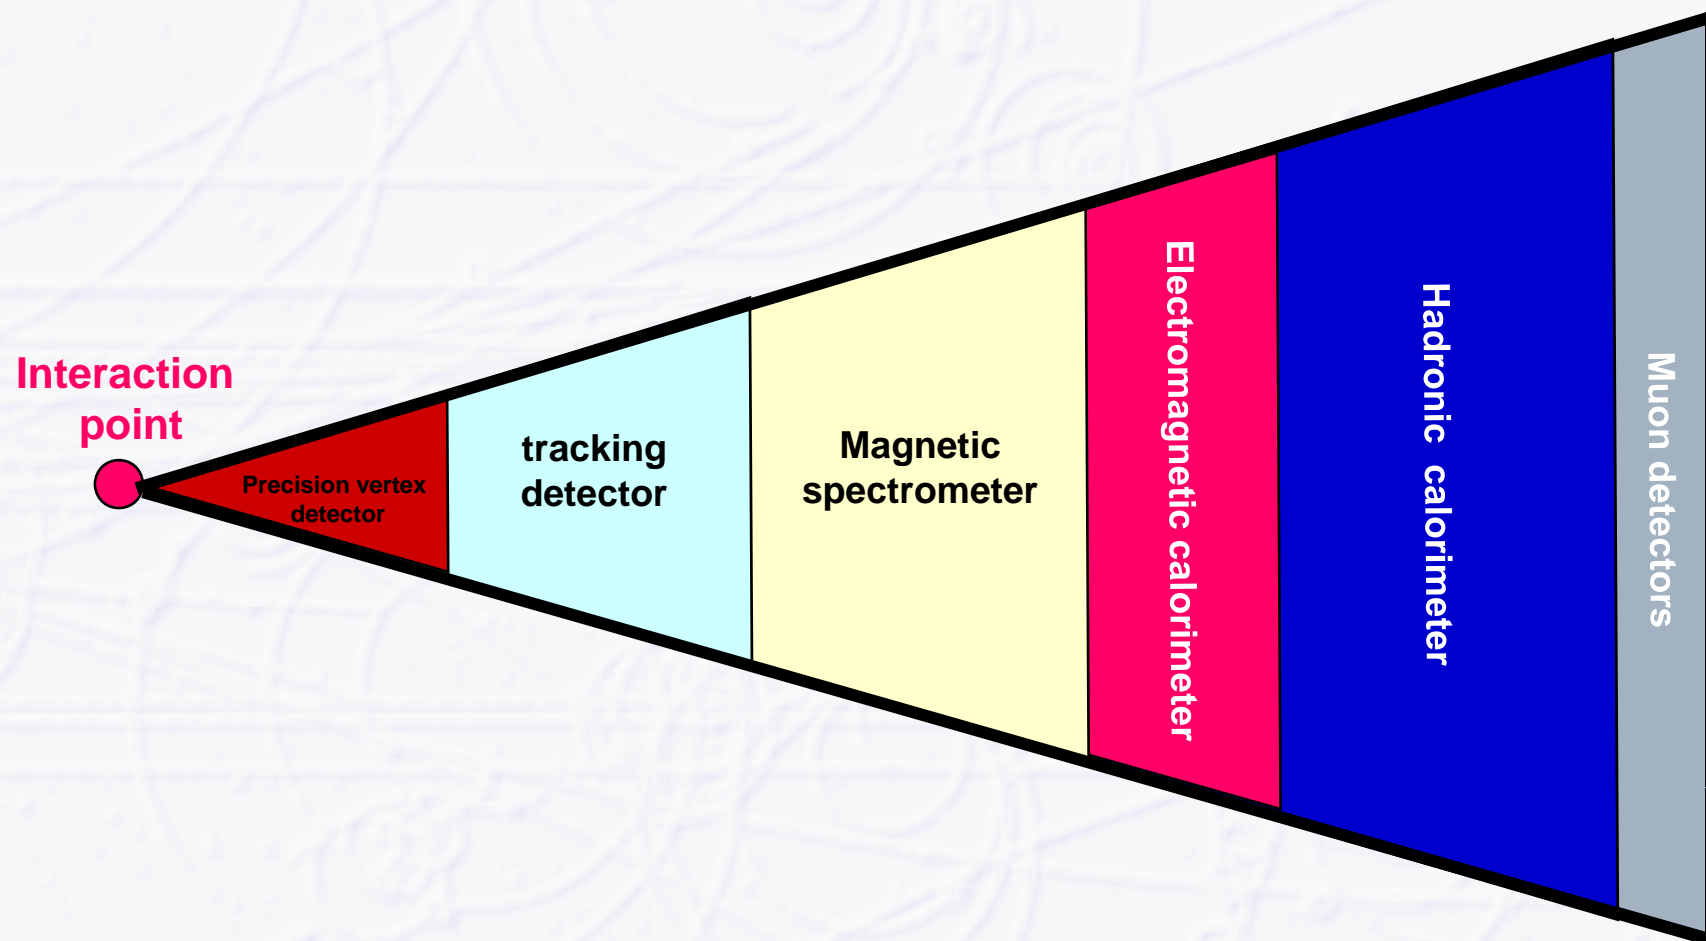 Interaction
point
Precision vertex
detector
tracking
detector
Magnetic
spectrometer
Electromagnetic calorimeter
Hadronic calorimeter
Muon detectors